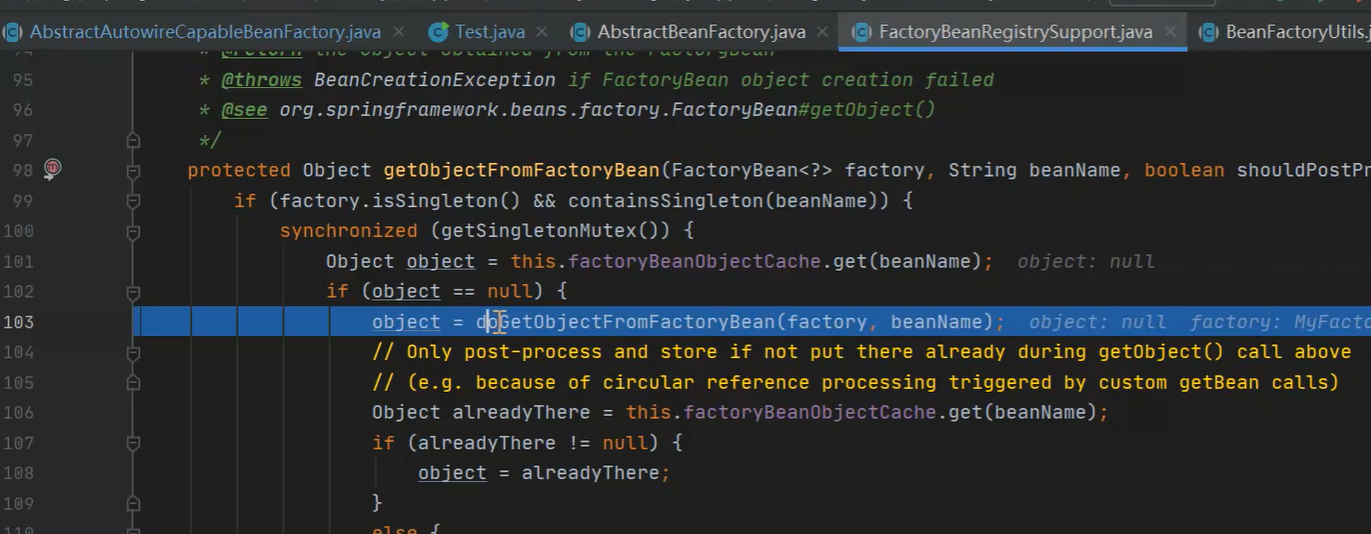 AbstractAutowireCapableBeanFactory.java Test.java AbstractBeanFactory.java FactoryBeanRegistrySupport.java BeanFactoryUtils.j
94 * @return the object obtained from the FactoryBean
95 * @throws BeanCreationException if FactoryBean object creation failed
96 * @see org.springframework.beans.factory.FactoryBean#getObject()
97 */
98 protected Object getObjectFromFactoryBean(FactoryBean<?> factory, String beanName, boolean shouldPostPr
99 if (factory.isSingleton() && containsSingleton(beanName)) {
100 synchronized (getSingletonMutex()) {
101 Object object = this.factoryBeanObjectCache.get(beanName); object: null
102 if (object == null) {
103 object = doGetObjectFromFactoryBean(factory, beanName); object: null factory: MyFacto
104 // Only post-process and store if not put there already during getObject() call above
105 // (e.g. because of circular reference processing triggered by custom getBean calls)
106 Object alreadyThere = this.factoryBeanObjectCache.get(beanName);
107 if (alreadyThere != null) {
108 object = alreadyThere;
109 }
110 else {